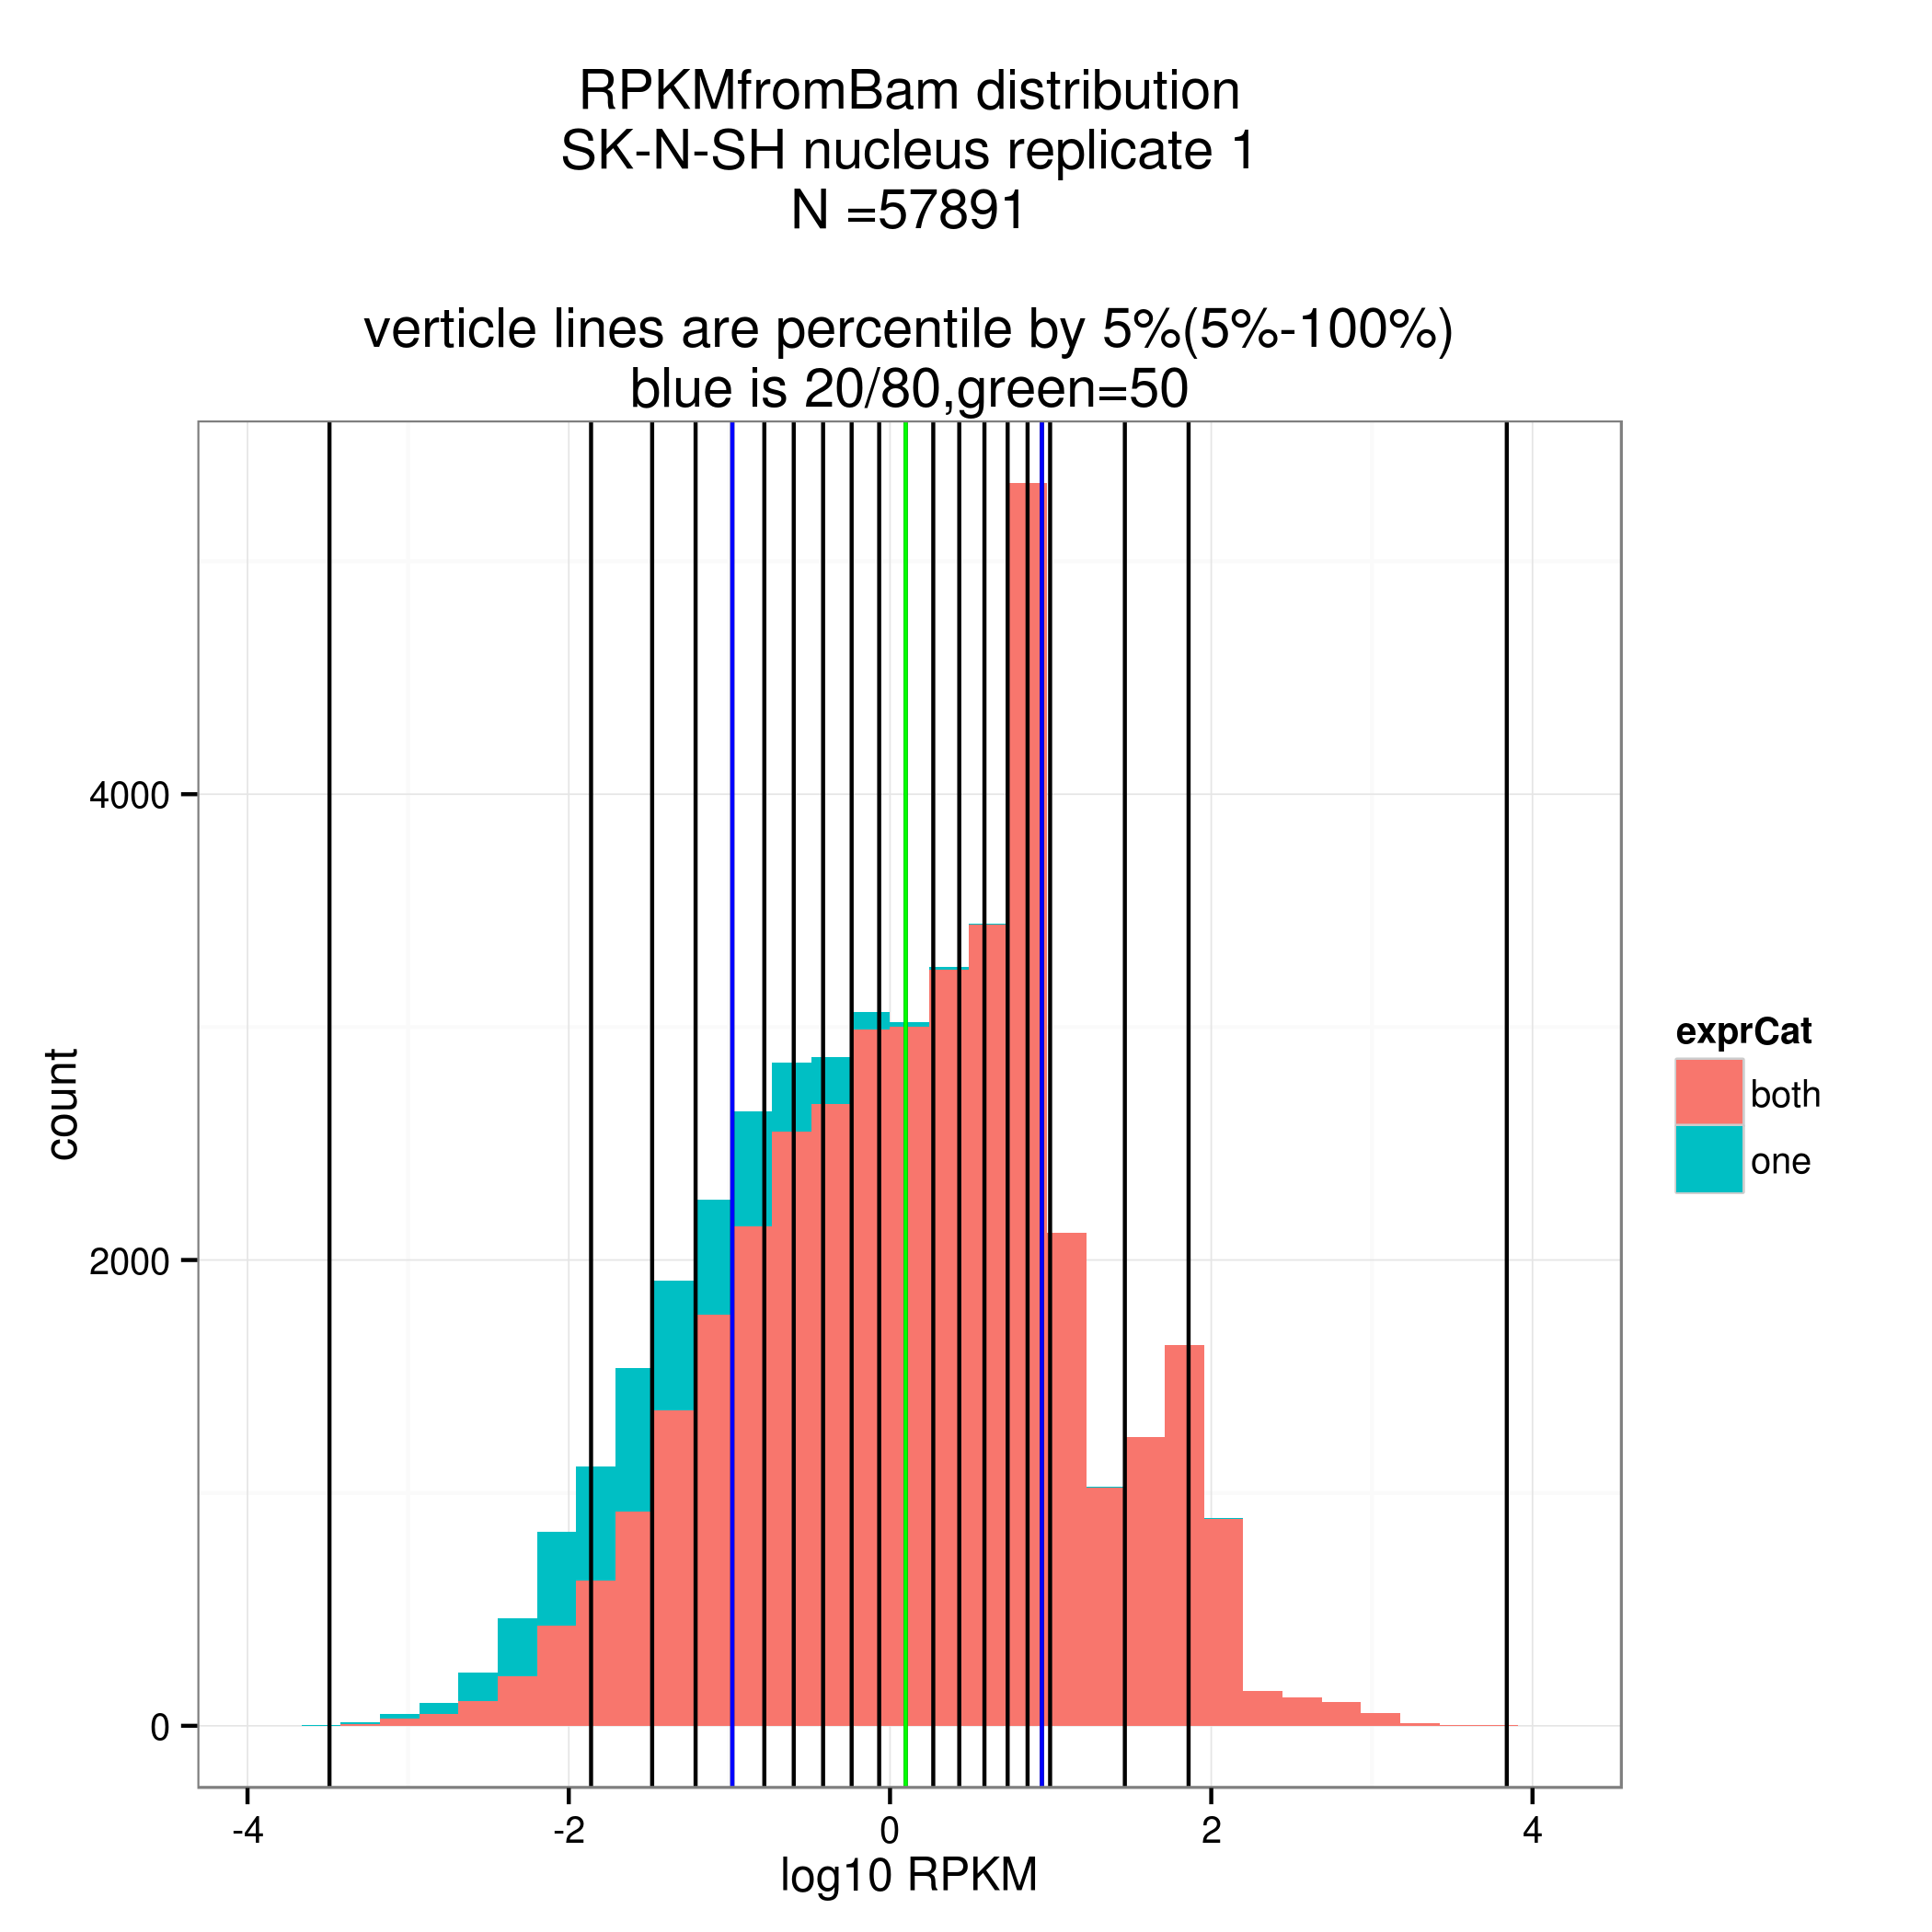 RPKMfromBam distribution
SK-N-SH nucleus replicate 1
N =57891
verticle lines are percentile by 5%(5%-100%)
blue is 20/80,green=50
4000
2000
0
count
-4
-2
0
2
4
log10 RPKM
exprCat
both
one